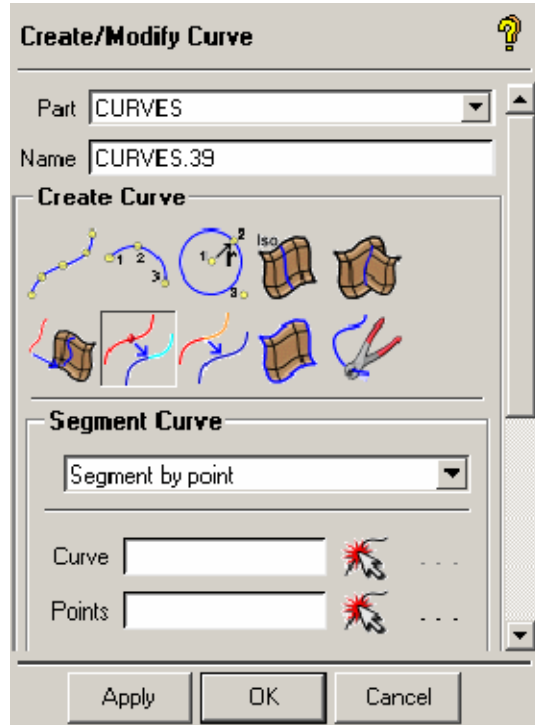 Create/Modify Curve
Part CURVES
Name CURVES.39
Create Curve
1 2 3 1 2 r 3 Iso
Segment Curve
Segment by point
Curve ...
Points ...
Apply OK Cancel